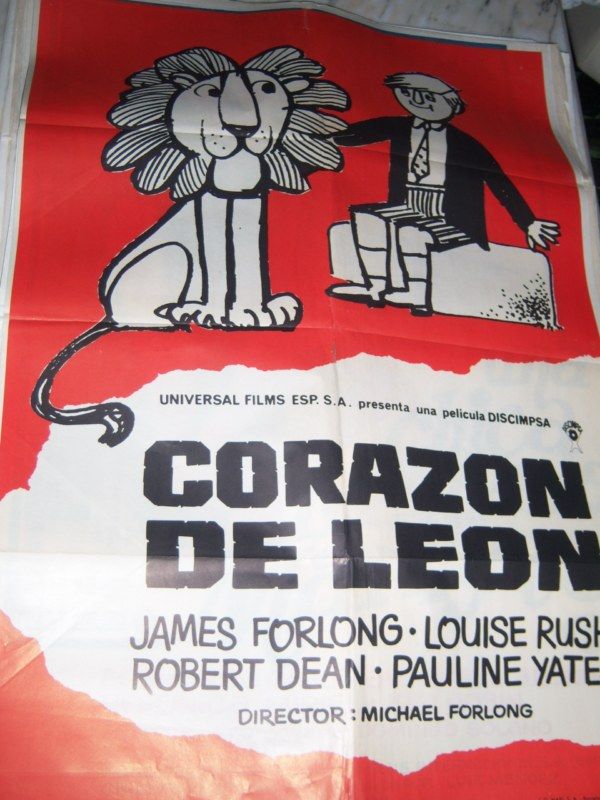 UNIVERSAL FILMS ESP. S.A. presenta una pelicula DISCIMPSA
CORAZON
DE LEON
JAMES FORLONG · LOUISE RUSH
ROBERT DEAN · PAULINE YATE
DIRECTOR: MICHAEL FORLONG